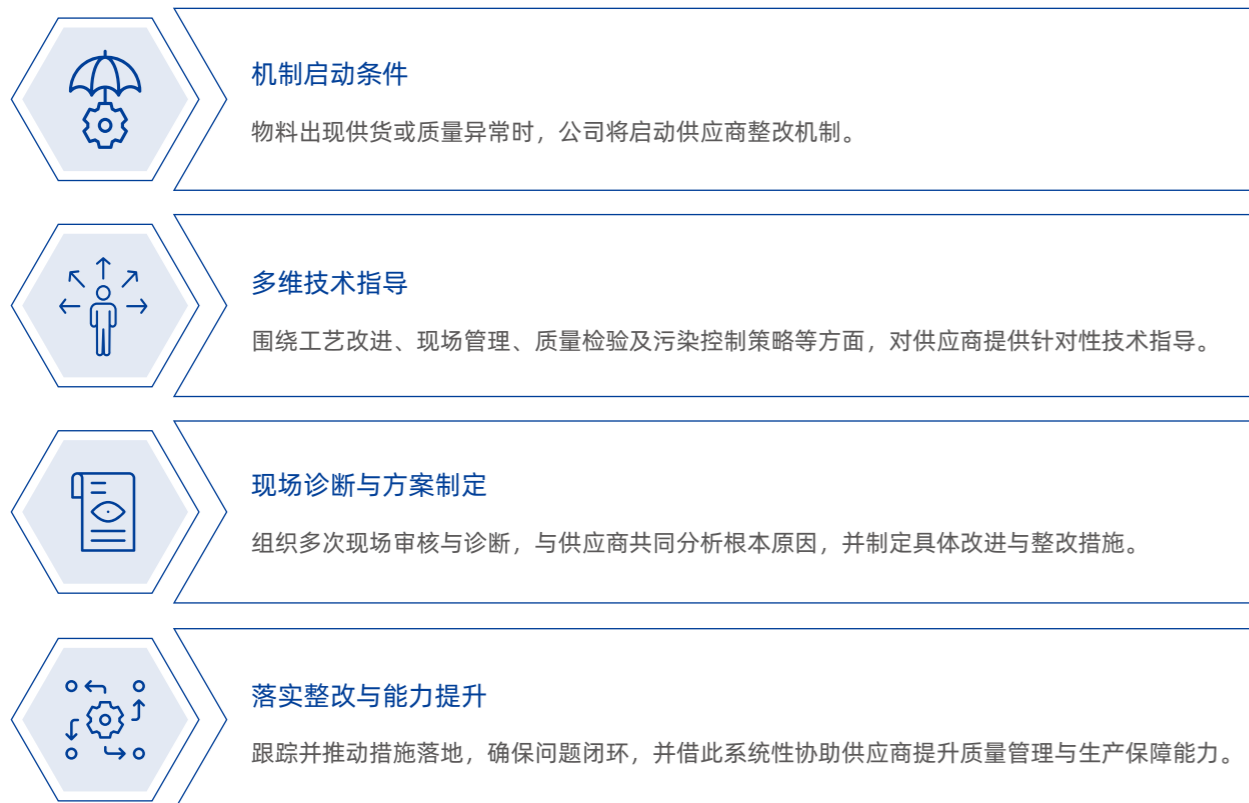 机制启动条件
物料出现供货或质量异常时，公司将启动供应商整改机制。
多维技术指导
围绕工艺改进、现场管理、质量检验及污染控制策略等方面，对供应商提供针对性技术指导。
现场诊断与方案制定
组织多次现场审核与诊断，与供应商共同分析根本原因，并制定具体改进与整改措施。
落实整改与能力提升
跟踪并推动措施落地，确保问题闭环，并借此系统性协助供应商提升质量管理与生产保障能力。